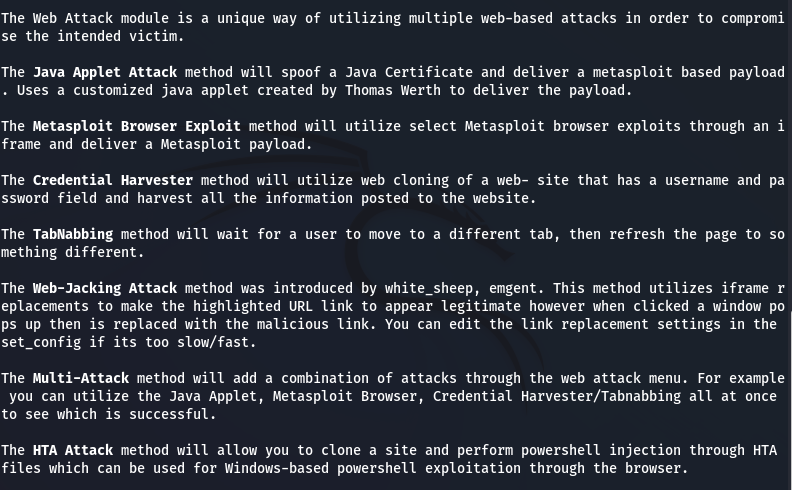 The Web Attack module is a unique way of utilizing multiple web-based attacks in order to compromi
se the intended victim.
The Java Applet Attack method will spoof a Java Certificate and deliver a metasploit based payload
. Uses a customized java applet created by Thomas Werth to deliver the payload.
The Metasploit Browser Exploit method will utilize select Metasploit browser exploits through an i
frame and deliver a Metasploit payload.
The Credential Harvester method will utilize web cloning of a web- site that has a username and pa
ssword field and harvest all the information posted to the website.
The TabNabbing method will wait for a user to move to a different tab, then refresh the page to so
mething different.
The Web-Jacking Attack method was introduced by white_sheep, emgent. This method utilizes iframe r
eplacements to make the highlighted URL link to appear legitimate however when clicked a window po
ps up then is replaced with the malicious link. You can edit the link replacement settings in the
set_config if its too slow/fast.
The Multi-Attack method will add a combination of attacks through the web attack menu. For example
 you can utilize the Java Applet, Metasploit Browser, Credential Harvester/Tabnabbing all at once
to see which is successful.
The HTA Attack method will allow you to clone a site and perform powershell injection through HTA
files which can be used for Windows-based powershell exploitation through the browser.